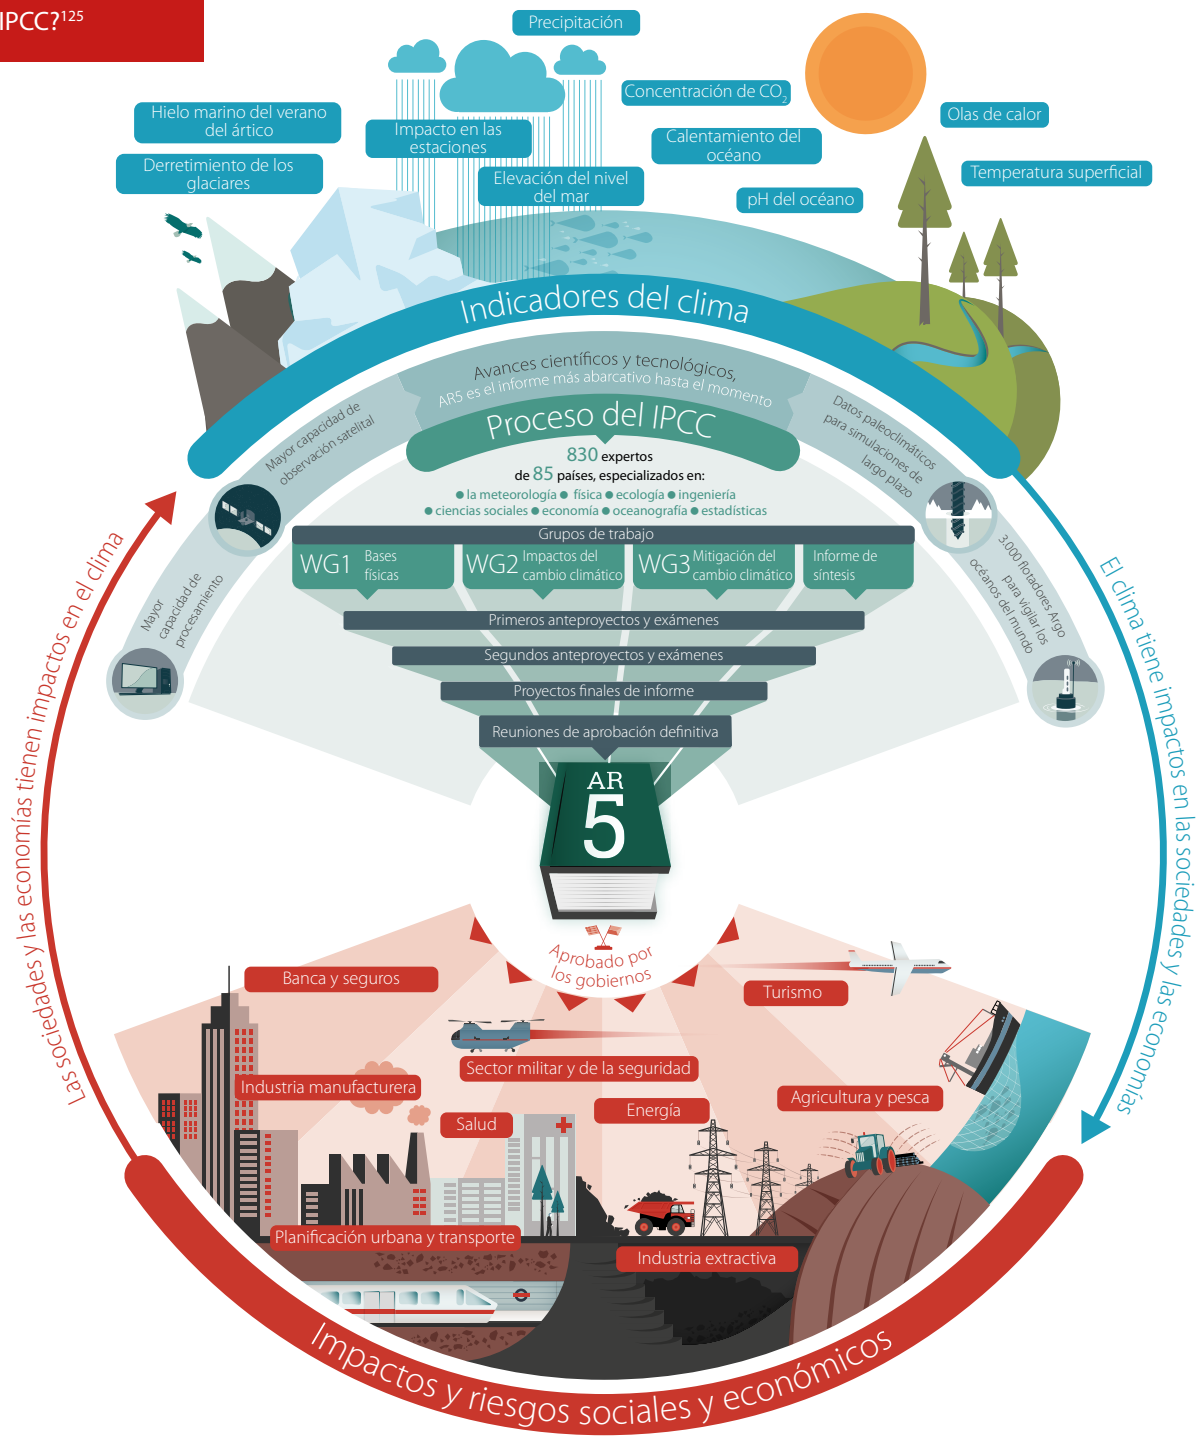 IPCC?125
Precipitación
Concentración de CO2
Hielo marino del verano
del ártico
Olas de calor
Impacto en las
estaciones
Calentamiento del
océano
Derretimiento de los
glaciares
Temperatura superficial
Elevación del nivel
del mar
pH del océano
Indicadores del clima
Avances científicos y tecnológicos,
AR5 es el informe más abarcativo hasta el momento
Proceso del IPCC
Mayor capacidad de
observación satelital
Datos paleoclimáticos
para simulaciones de
largo plazo
830 expertos
de 85 países, especializados en:
● la meteorología ● física ● ecología ● ingeniería
● ciencias sociales ● economía ● oceanografía ● estadísticas
Grupos de trabajo
WG1 Bases
físicas
WG2 Impactos del
cambio climático
WG3 Mitigación del
cambio climático
Informe de
síntesis
Mayor
capacidad de
procesamiento
3.000 flotadores Argo
para vigilar los
océanos del mundo
Primeros anteproyectos y exámenes
Segundos anteproyectos y exámenes
Proyectos finales de informe
Reuniones de aprobación definitiva
AR
5
Las sociedades y las economías tienen impactos en el clima
El clima tiene impactos en las sociedades y las economías
Aprobado por
los gobiernos
Banca y seguros
Turismo
Sector militar y de la seguridad
Industria manufacturera
Agricultura y pesca
Energía
Salud
Planificación urbana y transporte
Industria extractiva
Impactos y riesgos sociales y económicos